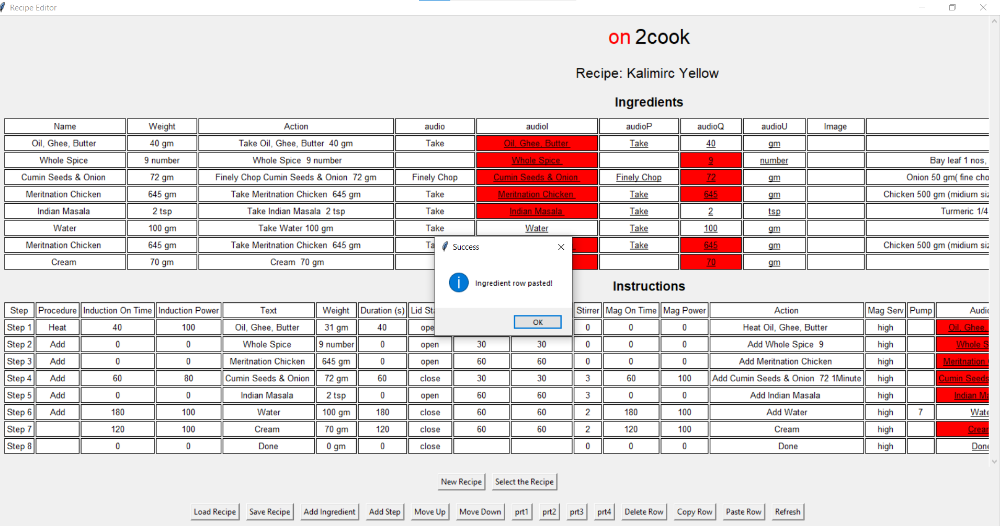 Recipe Editor
on 2cook
Recipe: Kalimirc Yellow
Ingredients
Name Weight Action audio audioI audioP audioQ audioU Image
Oil, Ghee, Butter 40 gm Take Oil, Ghee, Butter 40 gm Take Oil, Ghee, Butter Take 40 gm
Whole Spice 9 number Whole Spice 9 number Whole Spice 9 number Bay leaf 1 nos,
Cumin Seeds & Onion 72 gm Finely Chop Cumin Seeds & Onion 72 gm Finely Chop Cumin Seeds & Onion Finely Chop 72 gm Onion 50 gm( fine cho
Meritnation Chicken 645 gm Take Meritnation Chicken 645 gm Take Meritnation Chicken Take 645 gm Chicken 500 gm (midium siz
Indian Masala 2 tsp Take Indian Masala 2 tsp Take Indian Masala Take 2 tsp Turmeric 1/4
Water 100 gm Take Water 100 gm Take Water Take 100 gm
Meritnation Chicken 645 gm Take Meritnation Chicken 645 gm Ta Take 645 gm Chicken 500 gm (midium siz
Cream 70 gm Cream 70 gm 70 gm
Success
Ingredient row pasted!
OK
Instructions
Step Procedure Induction On Time Induction Power Text Weight Duration (s) Lid Sta Stirrer Mag On Time Mag Power Action Mag Serv Pump Audio
Step 1 Heat 40 100 Oil, Ghee, Butter 31 gm 40 ope 0 0 0 Heat Oil, Ghee, Butter high Oil, Ghee,
Step 2 Add 0 0 Whole Spice 9 number 0 open 30 30 0 0 0 Add Whole Spice 9 high Whole S
Step 3 Add 0 0 Meritnation Chicken 645 gm 0 open 60 60 0 0 0 Add Meritnation Chicken high Meritnation
Step 4 Add 60 80 Cumin Seeds & Onion 72 gm 60 close 30 30 3 60 100 Add Cumin Seeds & Onion 72 1Minute high Cumin Seeds
Step 5 Add 0 0 Indian Masala 2 tsp 0 open 60 60 3 0 0 Add Indian Masala high Indian Ma
Step 6 Add 180 100 Water 100 gm 180 close 60 60 2 180 100 Add Water high 7 Wate
Step 7 120 100 Cream 70 gm 120 close 60 60 2 120 100 Cream high Crear
Step 8 0 0 Done 0 gm 0 close 0 0 0 Done high Done
New Recipe Select the Recipe
Load Recipe Save Recipe Add Ingredient Add Step Move Up Move Down prt1 prt2 prt3 prt4 Delete Row Copy Row Paste Row Refresh